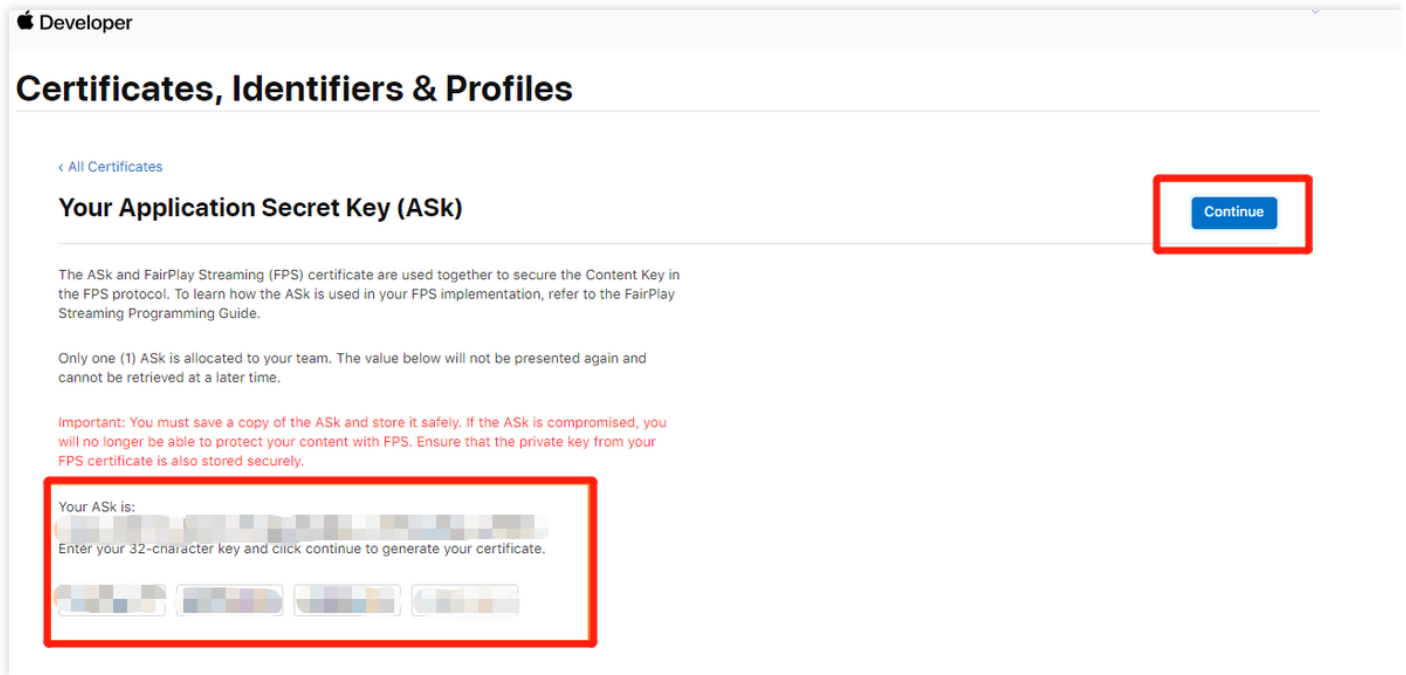 Developer
Certificates, Identifiers & Profiles
‹ All Certificates
Your Application Secret Key (ASk)
Continue
The ASk and FairPlay Streaming (FPS) certificate are used together to secure the Content Key in
the FPS protocol. To learn how the ASk is used in your FPS implementation, refer to the FairPlay
Streaming Programming Guide.
Only one (1) ASk is allocated to your team. The value below will not be presented again and
cannot be retrieved at a later time.
Important: You must save a copy of the ASk and store it safely. If the ASk is compromised, you
will no longer be able to protect your content with FPS. Ensure that the private key from your
FPS certificate is also stored securely.
Your ASk is:
Enter your 32-character key and click continue to generate your certificate.